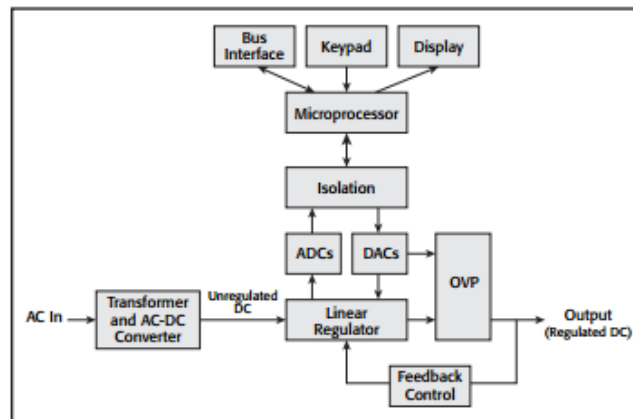 Bus
Interface
Keypad
Display
Microprocessor
Isolation
ADCs
DACs
OVP
AC In
Transformer
and AC-DC
Converter
Unregulated
DC
Linear
Regulator
Output
(Regulated DC)
Feedback
Control